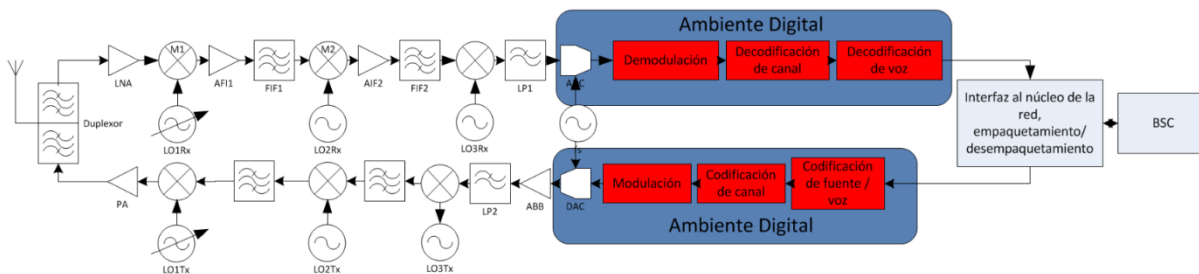 Ambiente Digital
M1
M2
LNA
AFI1
FIF1
AIF2
FIF2
LP1
ADC
Demodulación
Decodificación
de canal
Decodificación
de voz
Duplexor
LO1Rx
LO2Rx
LO3Rx
Interfaz al núcleo de la
red,
empaquetamiento/
desempaquetamiento
BSC
PA
LP2
ABB
DAC
Modulación
Codificación
de canal
Codificación
de fuente /
voz
LO1Tx
LO2Tx
LO3Tx
Ambiente Digital